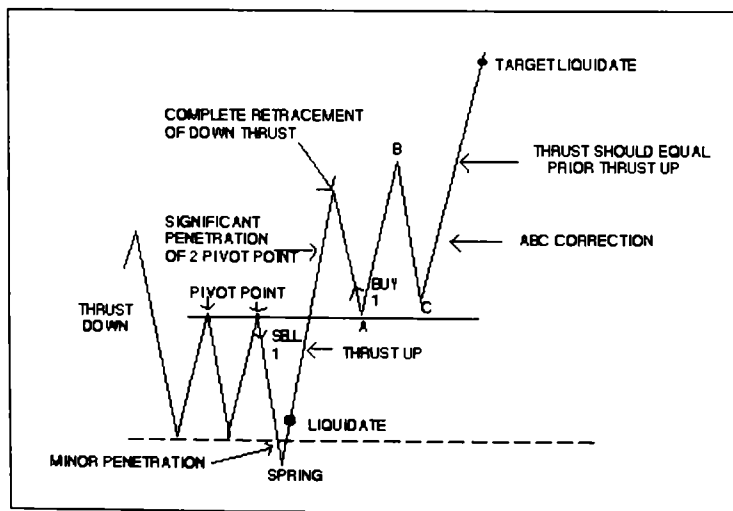 TARGET LIQUIDATE
COMPLETE RETRACEMENT
OF DOWN THRUST
B
THRUST SHOULD EQUAL
PRIOR THRUST UP
SIGNIFICANT
PENETRATION
OF 2 PIVOT POINT
ABC CORRECTION
PIVOT POINT
BUY
1
C
THRUST
DOWN
A
SELL
1
THRUST UP
LIQUIDATE
MINOR PENETRATION
SPRING